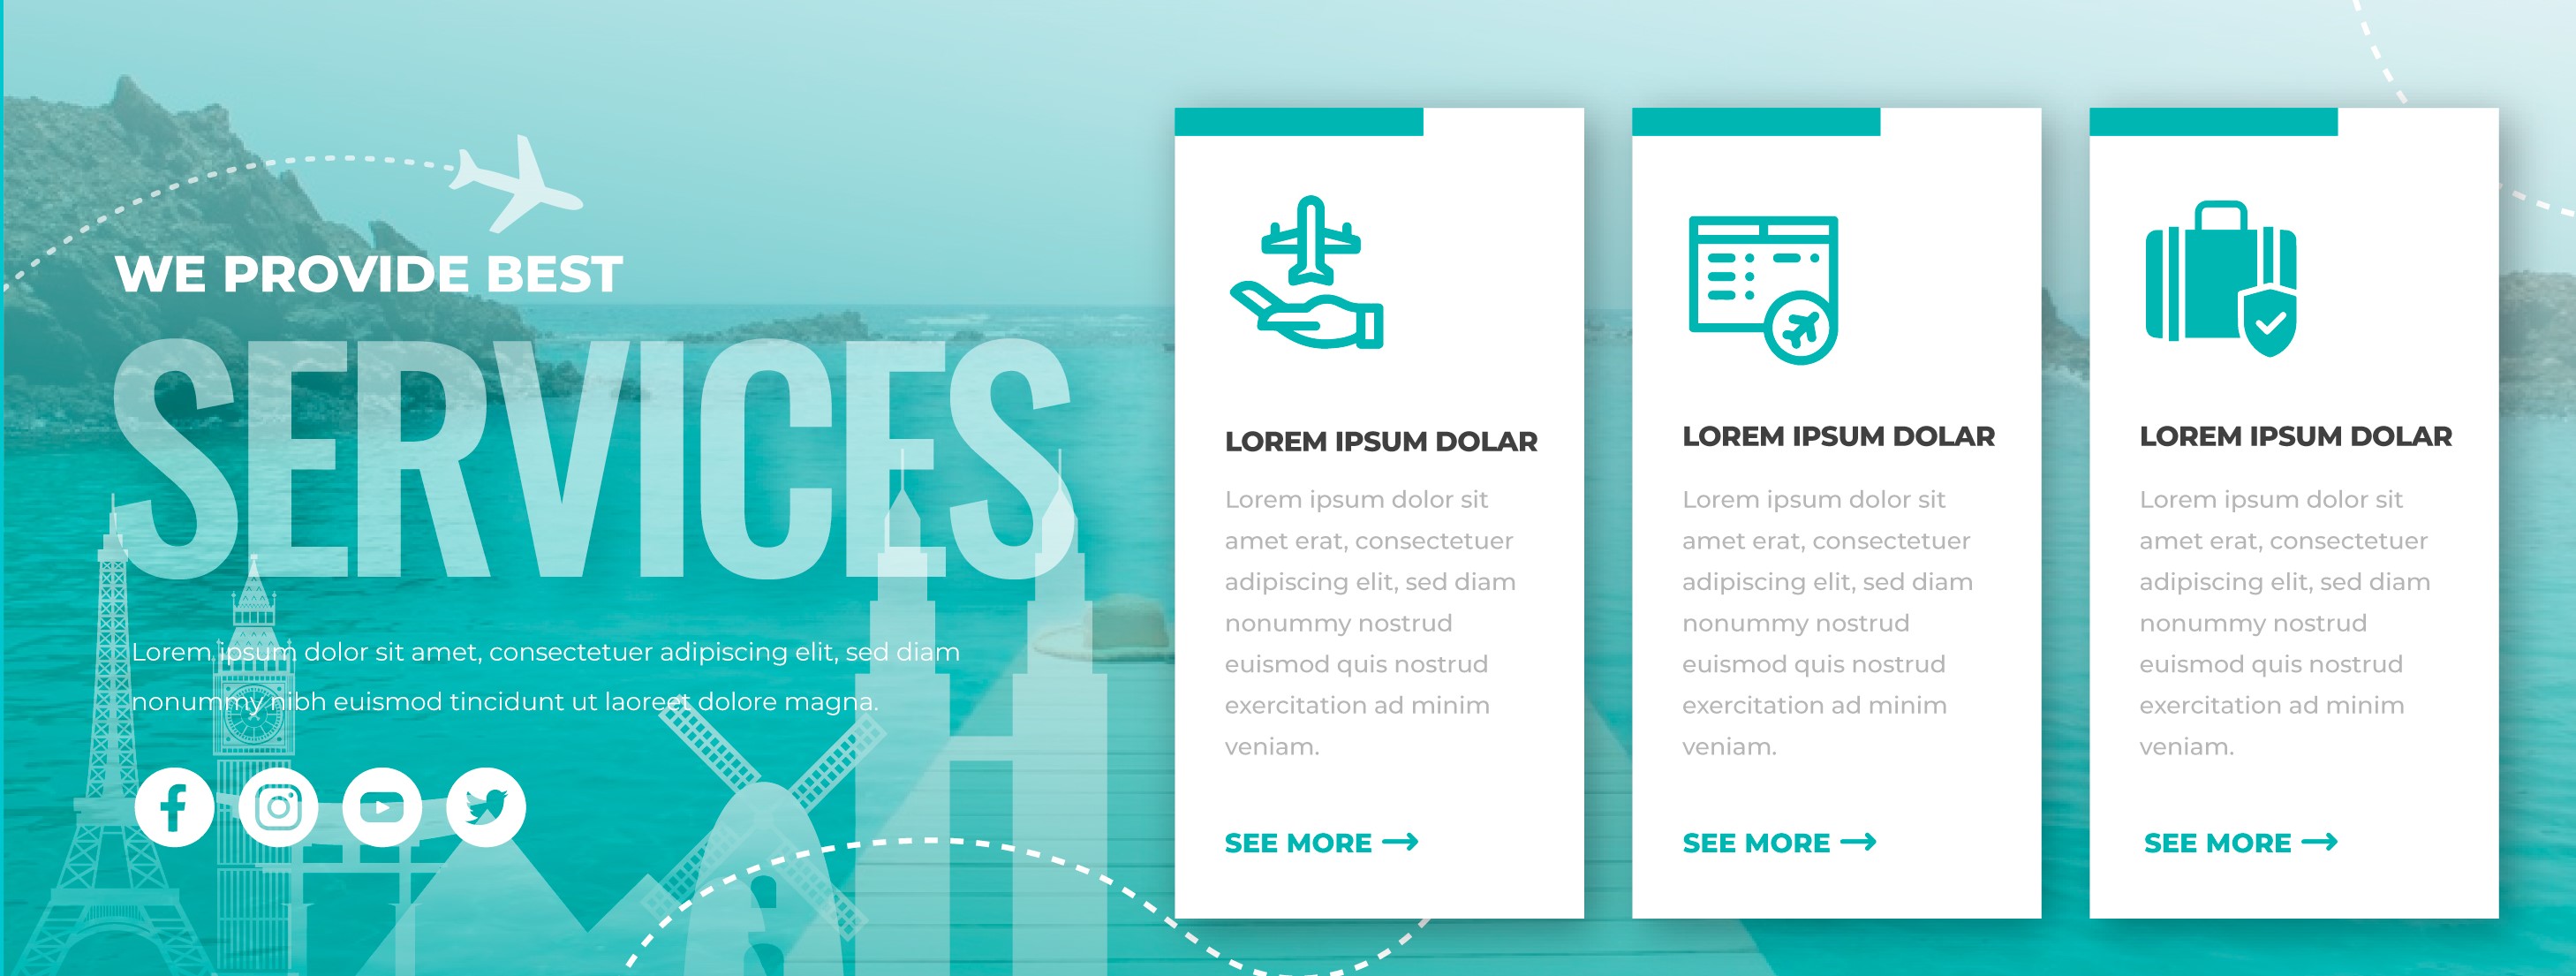 WE PROVIDE BEST
SERVICES
Lorem ipsum dolor sit amet, consectetuer adipiscing elit, sed diam
nonummy nibh euismod tincidunt ut laoreet dolore magna.
LOREM IPSUM DOLAR
Lorem ipsum dolor sit
amet erat, consectetuer
adipiscing elit, sed diam
nonummy nostrud
euismod quis nostrud
exercitation ad minim
veniam.
SEE MORE
LOREM IPSUM DOLAR
Lorem ipsum dolor sit
amet erat, consectetuer
adipiscing elit, sed diam
nonummy nostrud
euismod quis nostrud
exercitation ad minim
veniam.
SEE MORE
LOREM IPSUM DOLAR
Lorem ipsum dolor sit
amet erat, consectetuer
adipiscing elit, sed diam
nonummy nostrud
euismod quis nostrud
exercitation ad minim
veniam.
SEE MORE